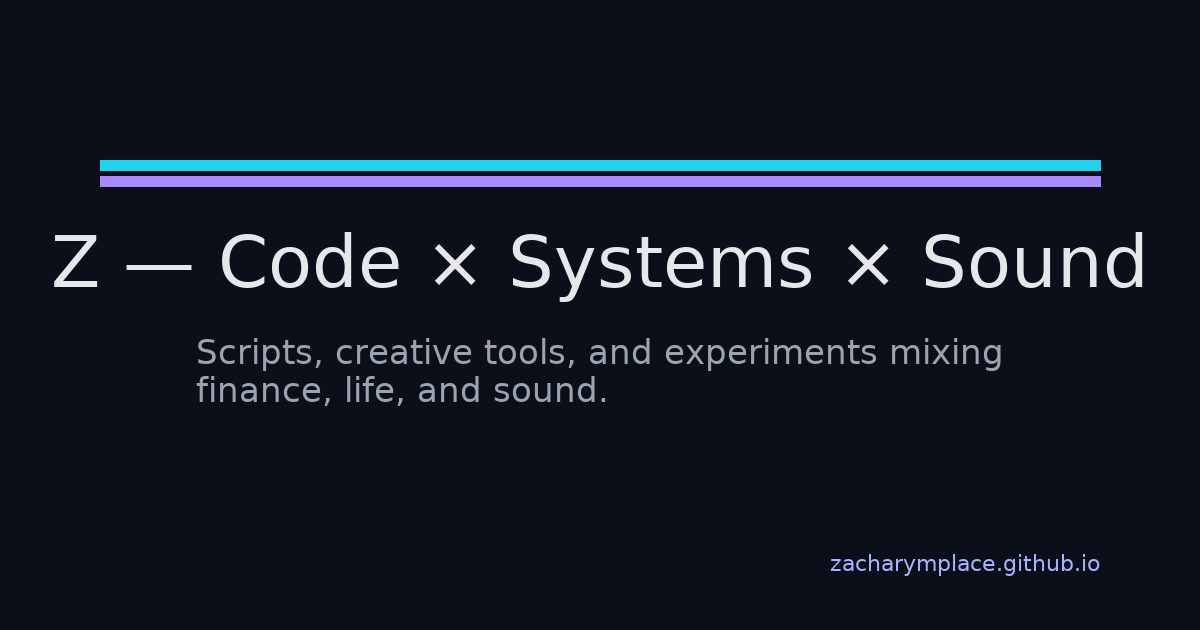 Z — Code × Systems × Sound
Scripts, creative tools, and experiments mixing
finance, life, and sound.
zacharymplace.github.io